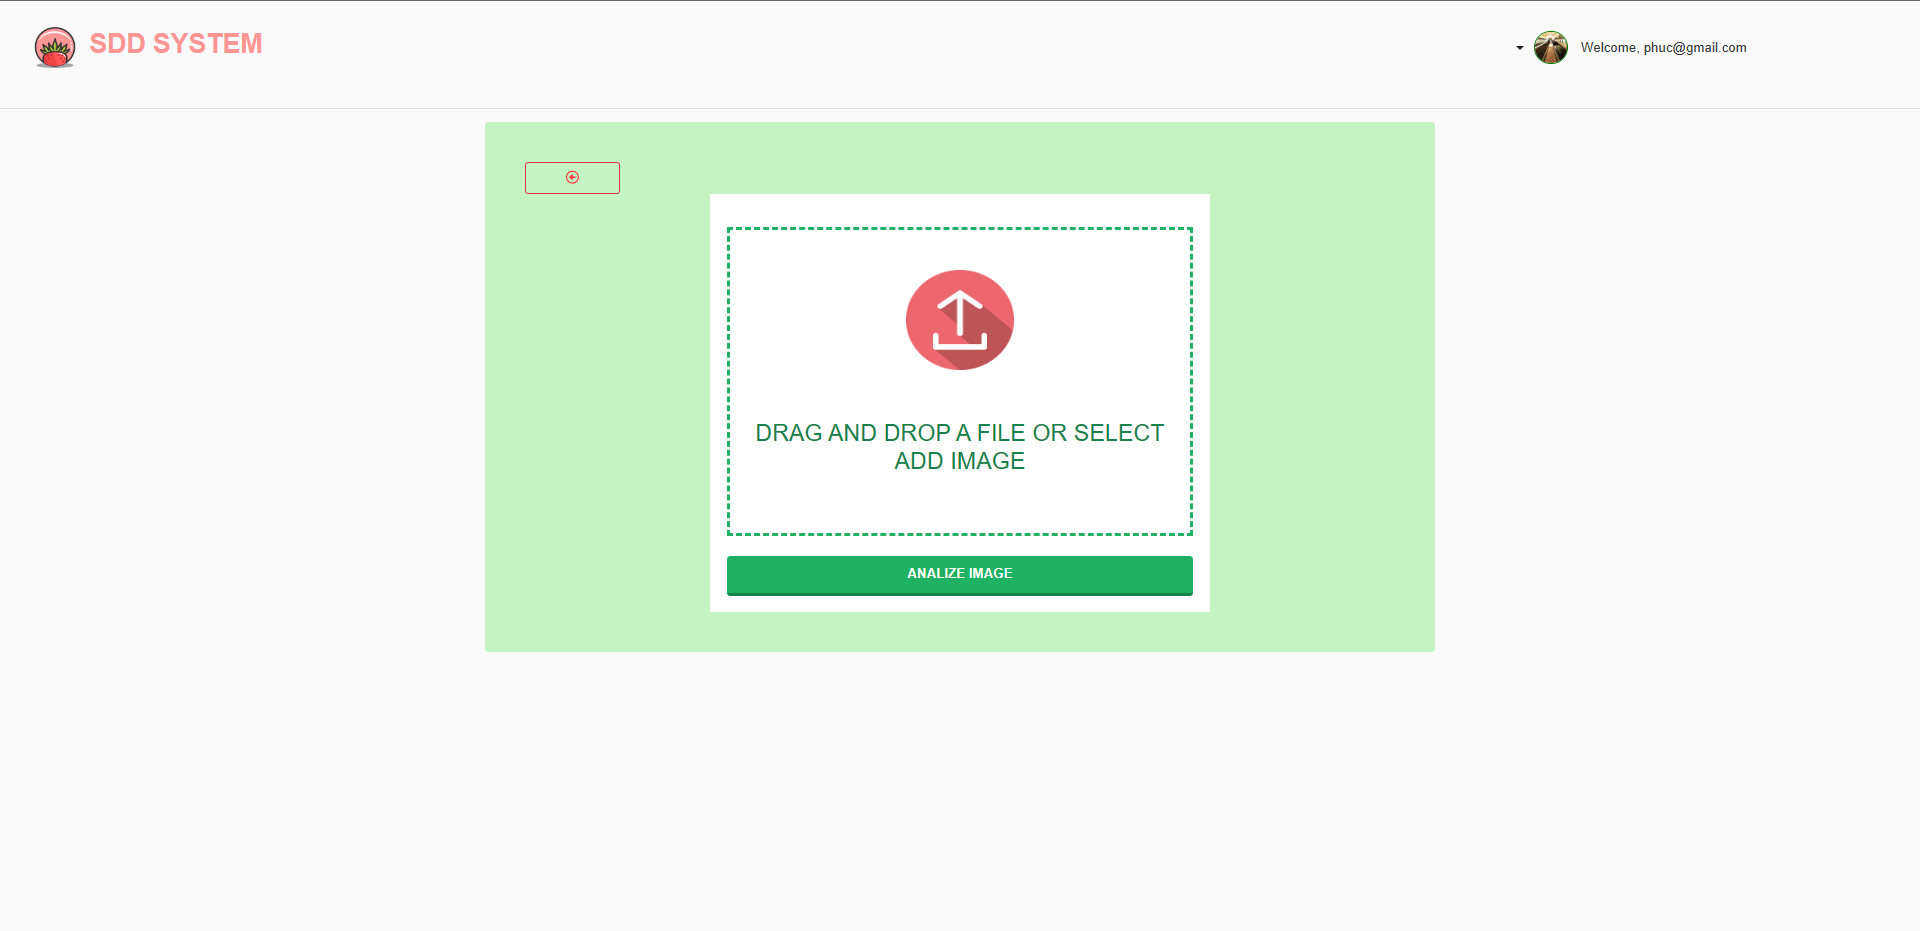 SDD SYSTEM
Welcome, phuc@gmail.com
DRAG AND DROP A FILE OR SELECT
ADD IMAGE
ANALIZE IMAGE